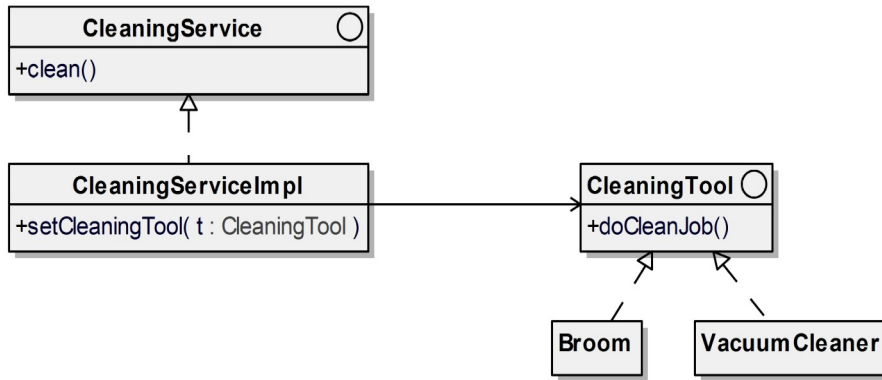 CleaningService
+clean()
CleaningServiceImpl
+setCleaningTool( t : CleaningTool )
CleaningTool
+doCleanJob()
Broom
VacuumCleaner